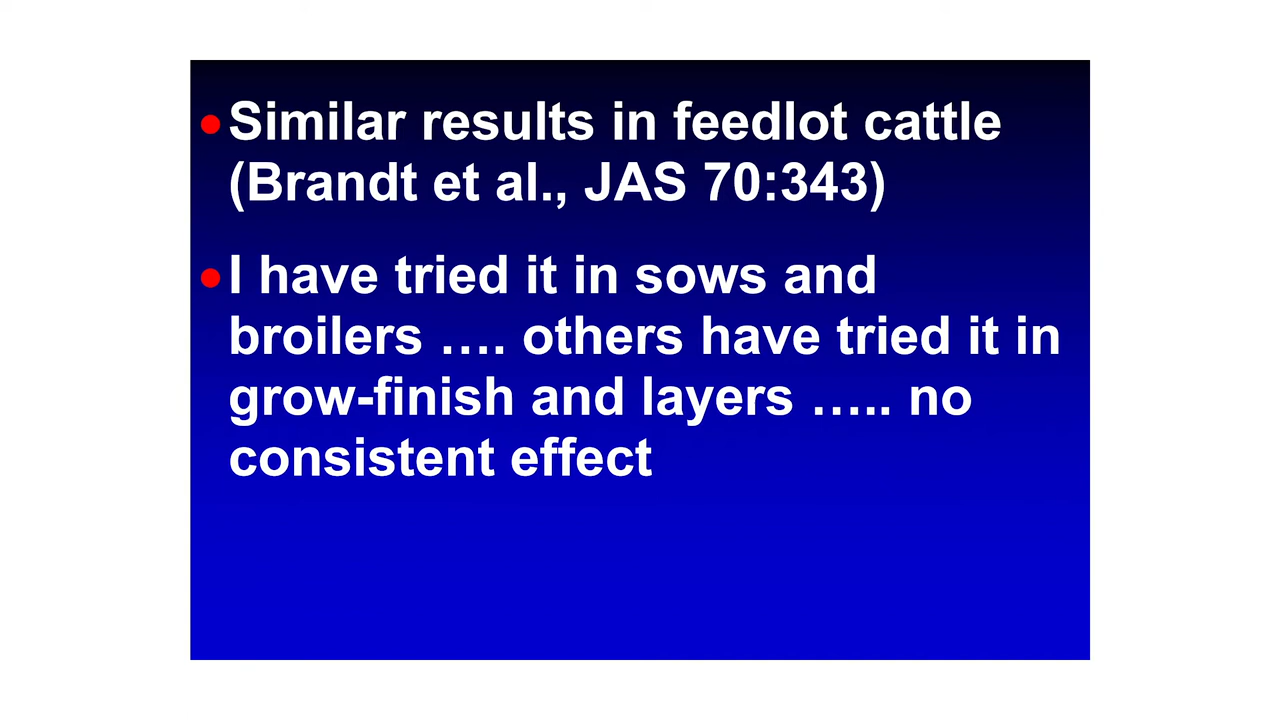 •Similar results in feedlot cattle
(Brandt et al., JAS 70:343)
•I have tried it in sows and
broilers …. others have tried it in
grow-finish and layers ….. no
consistent effect